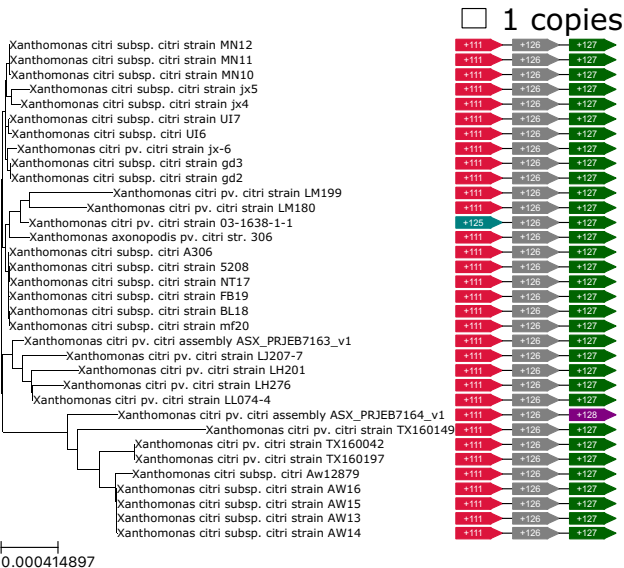 1 copies
Xanthomonas citri subsp. citri strain MN12 +111 +126 +127
Xanthomonas citri subsp. citri strain MN11 +111 +126 +127
Xanthomonas citri subsp. citri strain MN10 +111 +126 +127
Xanthomonas citri subsp. citri strain jx5 +111 +126 +127
Xanthomonas citri subsp. citri strain jx4 +111 +126 +127
Xanthomonas citri subsp. citri strain UI7 +111 +126 +127
Xanthomonas citri subsp. citri UI6 +111 +126 +127
Xanthomonas citri pv. citri strain jx-6 +111 +126 +127
Xanthomonas citri subsp. citri strain gd3 +111 +126 +127
Xanthomonas citri subsp. citri strain gd2 +111 +126 +127
Xanthomonas citri pv. citri strain LM199 +111 +126 +127
Xanthomonas citri pv. citri strain LM180 +111 +126 +127
Xanthomonas citri pv. citri strain 03-1638-1-1 +125 +126 +127
Xanthomonas axonopodis pv. citri str. 306 +111 +126 +127
Xanthomonas citri subsp. citri A306 +111 +126 +127
Xanthomonas citri subsp. citri strain 5208 +111 +126 +127
Xanthomonas citri subsp. citri strain NT17 +111 +126 +127
Xanthomonas citri subsp. citri strain FB19 +111 +126 +127
Xanthomonas citri subsp. citri strain BL18 +111 +126 +127
Xanthomonas citri subsp. citri strain mf20 +111 +126 +127
Xanthomonas citri pv. citri assembly ASX_PRJEB7163_v1 +111 +126 +127
Xanthomonas citri pv. citri strain LJ207-7 +111 +126 +127
Xanthomonas citri pv. citri strain LH201 +111 +126 +127
Xanthomonas citri pv. citri strain LH276 +111 +126 +127
Xanthomonas citri pv. citri strain LL074-4 +111 +126 +127
Xanthomonas citri pv. citri assembly ASX_PRJEB7164_v1 +111 +126 +128
Xanthomonas citri pv. citri strain TX160149 +111 +126 +127
Xanthomonas citri pv. citri strain TX160042 +111 +126 +127
Xanthomonas citri pv. citri strain TX160197 +111 +126 +127
Xanthomonas citri subsp. citri Aw12879 +111 +126 +127
Xanthomonas citri subsp. citri strain AW16 +111 +126 +127
Xanthomonas citri subsp. citri strain AW15 +111 +126 +127
Xanthomonas citri subsp. citri strain AW13 +111 +126 +127
Xanthomonas citri subsp. citri strain AW14 +111 +126 +127
0.000414897